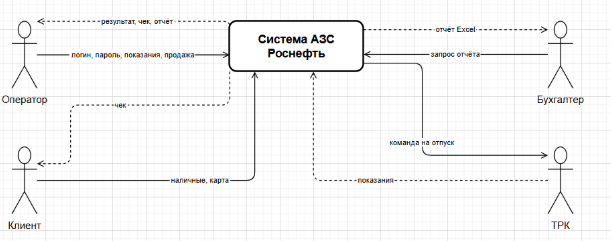 результат, чек, отчёт
отчёт Excel
Система АЗС
Роснефть
логин, пароль, показания, продажа
запрос отчёта
Оператор
Бухгалтер
чек
команда на отпуск
наличные, карта
показания
Клиент
ТРК